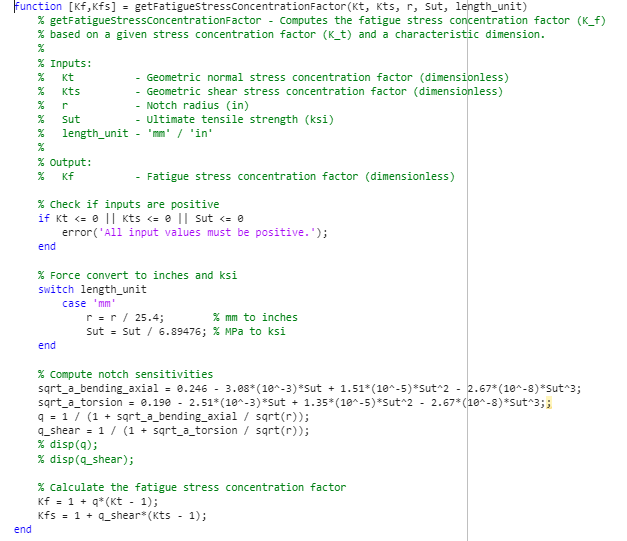 function [Kf,Kfs] = getFatigueStressConcentrationFactor(Kt, Kts, r, Sut, length_unit)
% getFatigueStressConcentrationFactor - Computes the fatigue stress concentration factor (K_f)
% based on a given stress concentration factor (K_t) and a characteristic dimension.
%
% Inputs:
%   Kt          - Geometric normal stress concentration factor (dimensionless)
%   Kts         - Geometric shear stress concentration factor (dimensionless)
%   r           - Notch radius (in)
%   Sut         - Ultimate tensile strength (ksi)
%   length_unit - 'mm' / 'in'
%
% Output:
%   Kf          - Fatigue stress concentration factor (dimensionless)
% Check if inputs are positive
if Kt <= 0 || Kts <= 0 || Sut <= 0
error('All input values must be positive.');
end
% Force convert to inches and ksi
switch length_unit
case 'mm'
r = r / 25.4;        % mm to inches
Sut = Sut / 6.89476; % MPa to ksi
end
% Compute notch sensitivities
sqrt_a_bending_axial = 0.246 - 3.08*(10^-3)*Sut + 1.51*(10^-5)*Sut^2 - 2.67*(10^-8)*Sut^3;
sqrt_a_torsion = 0.190 - 2.51*(10^-3)*Sut + 1.35*(10^-5)*Sut^2 - 2.67*(10^-8)*Sut^3;;
q = 1 / (1 + sqrt_a_bending_axial / sqrt(r));
q_shear = 1 / (1 + sqrt_a_torsion / sqrt(r));
% disp(q);
% disp(q_shear);
% Calculate the fatigue stress concentration factor
Kf = 1 + q*(Kt - 1);
Kfs = 1 + q_shear*(Kts - 1);
end